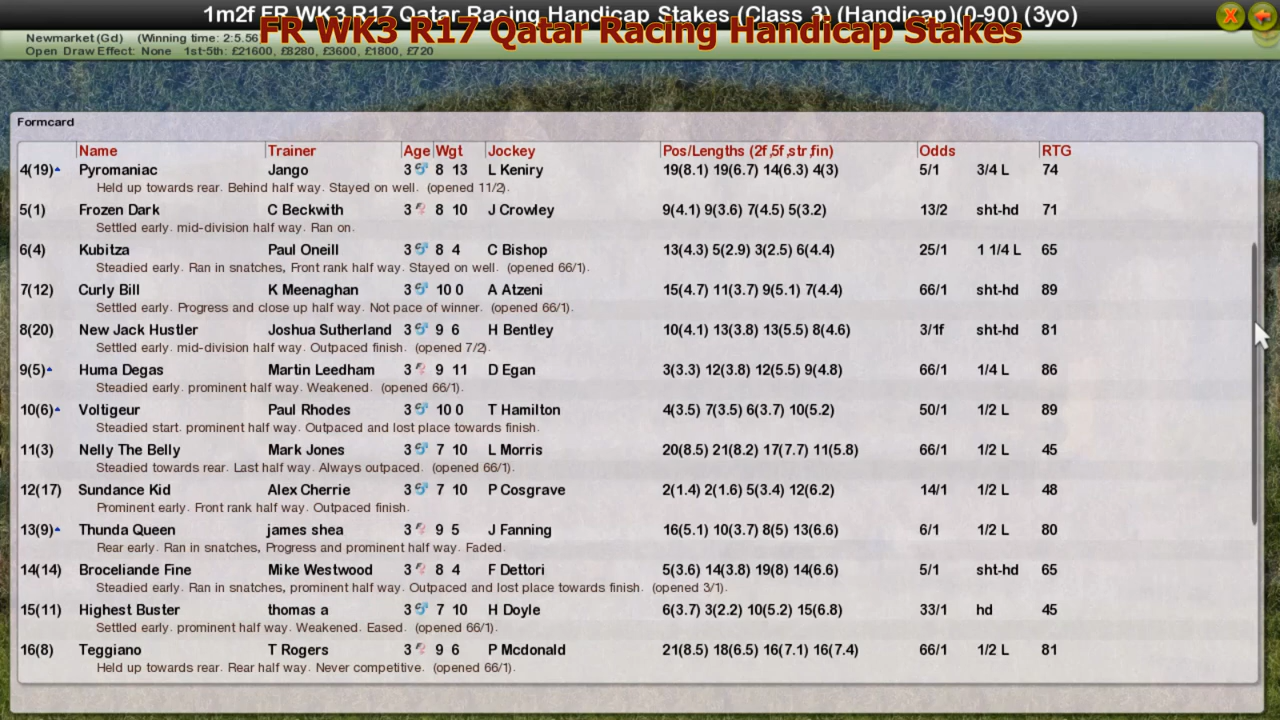 1m2f FR WK3 R17 Qatar Racing Handicap Stakes (Class 3) (Handicap)(0-90) (3yo)
FR WK3 R17 Qatar Racing Handicap Stakes
Newmarket(Gd) (Winning time: 2:5.56
Open Draw Effect: None 1st-5th: £21600, £8280, £3600, £1800, £720
Formcard
Name Trainer Age Wgt Jockey Pos/Lengths (2f,5f,str,fin) Odds RTG
4(19) Pyromaniac Jango 3 8 13 L Keniry 19(8.1) 19(6.7) 14(6.3) 4(3) 5/1 3/4 L 74
Held up towards rear. Behind half way. Stayed on well. (opened 11/2).
5(1) Frozen Dark C Beckwith 3 8 10 J Crowley 9(4.1) 9(3.6) 7(4.5) 5(3.2) 13/2 sht-hd 71
Settled early. mid-division half way. Ran on.
6(4) Kubitza Paul Oneill 3 8 4 C Bishop 13(4.3) 5(2.9) 3(2.5) 6(4.4) 25/1 1 1/4 L 65
Steadied early. Ran in snatches, Front rank half way. Stayed on well. (opened 66/1).
7(12) Curly Bill K Meenaghan 3 10 0 A Atzeni 15(4.7) 11(3.7) 9(5.1) 7(4.4) 66/1 sht-hd 89
Settled early. Progress and close up half way. Not pace of winner. (opened 66/1).
8(20) New Jack Hustler Joshua Sutherland 3 9 6 H Bentley 10(4.1) 13(3.8) 13(5.5) 8(4.6) 3/1f sht-hd 81
Settled early. mid-division half way. Outpaced finish. (opened 7/2).
9(5) Huma Degas Martin Leedham 3 9 11 D Egan 3(3.3) 12(3.8) 12(5.5) 9(4.8) 66/1 1/4 L 86
Steadied early. prominent half way. Weakened. (opened 66/1).
10(6) Voltigeur Paul Rhodes 3 10 0 T Hamilton 4(3.5) 7(3.5) 6(3.7) 10(5.2) 50/1 1/2 L 89
Steadied start. prominent half way. Outpaced and lost place towards finish.
11(3) Nelly The Belly Mark Jones 3 7 10 L Morris 20(8.5) 21(8.2) 17(7.7) 11(5.8) 66/1 1/2 L 45
Steadied towards rear. Last half way. Always outpaced. (opened 66/1).
12(17) Sundance Kid Alex Cherrie 3 7 10 P Cosgrave 2(1.4) 2(1.6) 5(3.4) 12(6.2) 14/1 1/2 L 48
Prominent early. Front rank half way. Outpaced finish.
13(9) Thunda Queen james shea 3 9 5 J Fanning 16(5.1) 10(3.7) 8(5) 13(6.6) 6/1 1/2 L 80
Rear early. Ran in snatches, Progress and prominent half way. Faded.
14(14) Broceliande Fine Mike Westwood 3 8 4 F Dettori 5(3.6) 14(3.8) 19(8) 14(6.6) 5/1 sht-hd 65
Steadied early. Ran in snatches, prominent half way. Outpaced and lost place towards finish. (opened 3/1).
15(11) Highest Buster thomas a 3 7 10 H Doyle 6(3.7) 3(2.2) 10(5.2) 15(6.8) 33/1 hd 45
Settled early. prominent half way. Weakened. Eased. (opened 66/1).
16(8) Teggiano T Rogers 3 9 6 P Mcdonald 21(8.5) 18(6.5) 16(7.1) 16(7.4) 66/1 1/2 L 81
Held up towards rear. Rear half way. Never competitive. (opened 66/1).